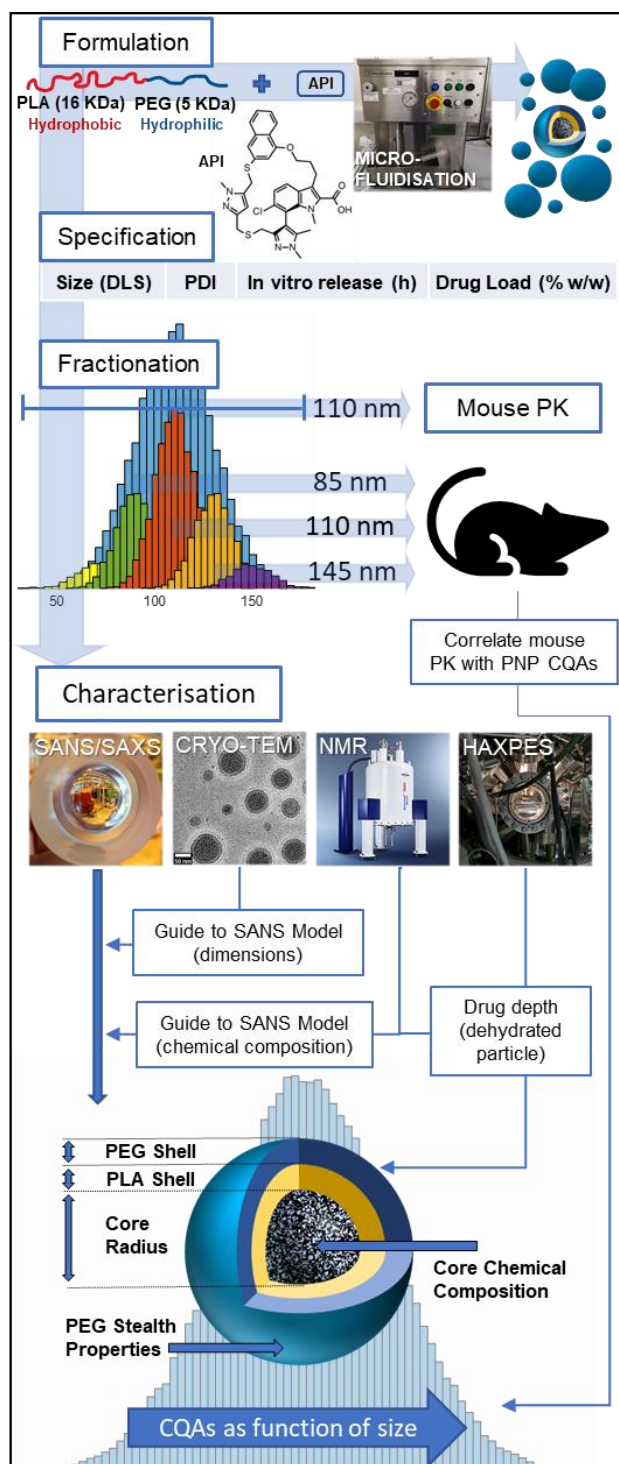 Formulation
PLA (16 KDa)
PEG (5 KDa)
Hydrophobic
Hydrophilic
API
API
S
O
N
N
S
N
N
Cl
N
O
OH
MICRO-
FLUIDISATION
Specification
Size (DLS)
PDI
In vitro release (h)
Drug Load (% w/w)
Fractionation
110 nm
Mouse PK
85 nm
110 nm
145 nm
50
100
150
Correlate mouse
PK with PNP CQAs
Characterisation
SANS/SAXS
CRYO-TEM
NMR
HAXPES
50 nm
Guide to SANS Model
(dimensions)
Guide to SANS Model
(chemical composition)
Drug depth
(dehydrated
particle)
PEG Shell
PLA Shell
Core
Radius
Core Chemical
Composition
PEG Stealth
Properties
CQAs as function of size